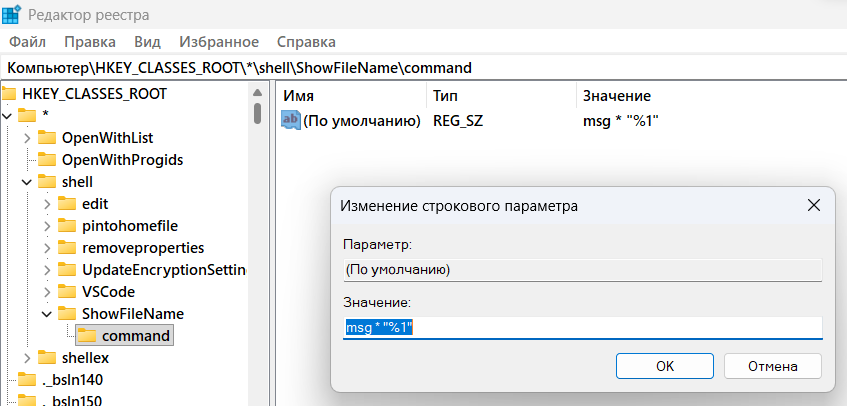 Редактор реестра
Файл Правка Вид Избранное Справка
Компьютер\HKEY_CLASSES_ROOT\*\shell\ShowFileName\command
HKEY_CLASSES_ROOT
*
OpenWithList
OpenWithProgids
shell
edit
pintohomefile
removeproperties
UpdateEncryptionSettin
VSCode
ShowFileName
command
shellex
._bsln140
._bsln150
Имя Тип Значение
ab (По умолчанию) REG_SZ msg * "%1"
Изменение строкового параметра
Параметр:
(По умолчанию)
Значение:
msg * "%1"
OK Отмена